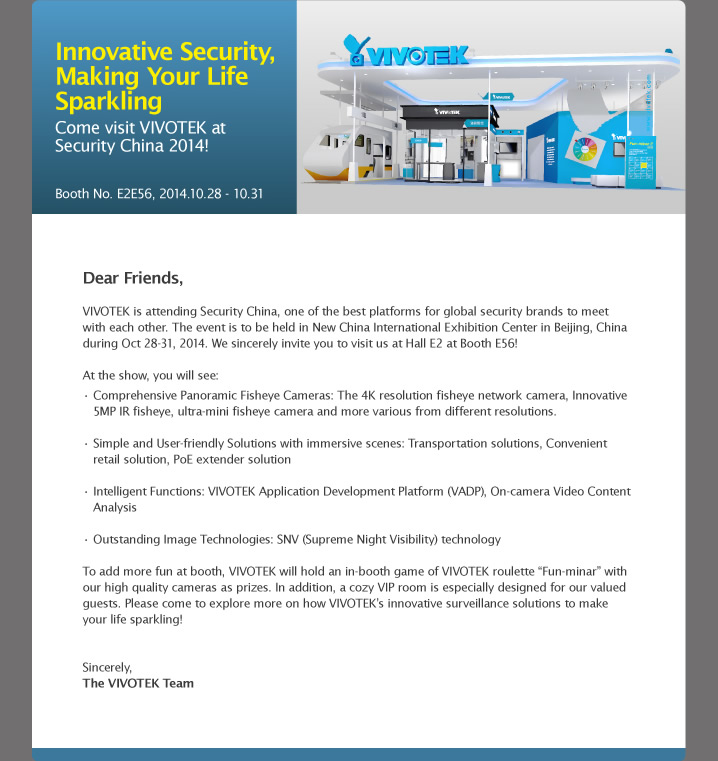 Innovative Security,
Making Your Life
Sparkling
Come visit VIVOTEK at
Security China 2014!
Booth No. E2E56, 2014.10.28 - 10.31
VIVOTEK
VIVOTEK
Dear Friends,
VIVOTEK is attending Security China, one of the best platforms for global security brands to meet
with each other. The event is to be held in New China International Exhibition Center in Beijing, China
during Oct 28-31, 2014. We sincerely invite you to visit us at Hall E2 at Booth E56!
At the show, you will see:
· Comprehensive Panoramic Fisheye Cameras: The 4K resolution fisheye network camera, Innovative
5MP IR fisheye, ultra-mini fisheye camera and more various from different resolutions.
· Simple and User-friendly Solutions with immersive scenes: Transportation solutions, Convenient
retail solution, PoE extender solution
· Intelligent Functions: VIVOTEK Application Development Platform (VADP), On-camera Video Content
Analysis
· Outstanding Image Technologies: SNV (Supreme Night Visibility) technology
To add more fun at booth, VIVOTEK will hold an in-booth game of VIVOTEK roulette “Fun-minar” with
our high quality cameras as prizes. In addition, a cozy VIP room is especially designed for our valued
guests. Please come to explore more on how VIVOTEK's innovative surveillance solutions to make
your life sparkling!
Sincerely,
The VIVOTEK Team